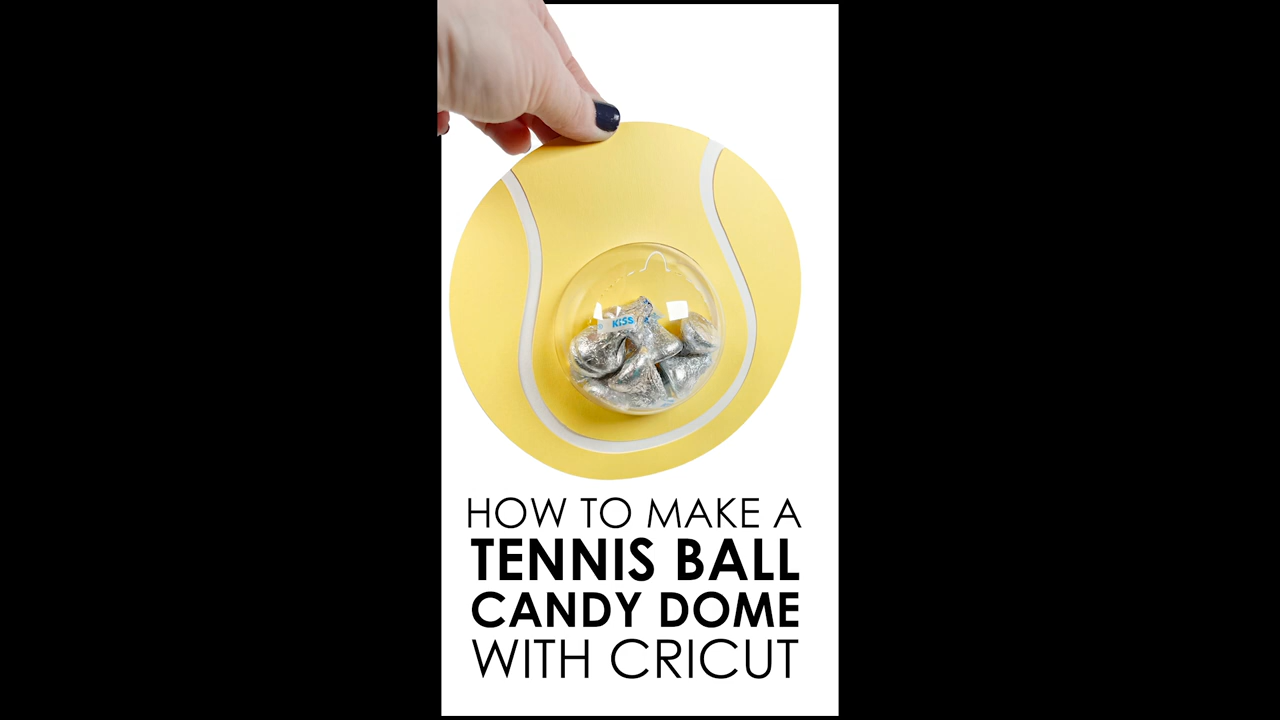 KISS
HOW TO MAKE A
TENNIS BALL
CANDY DOME
WITH CRICUT